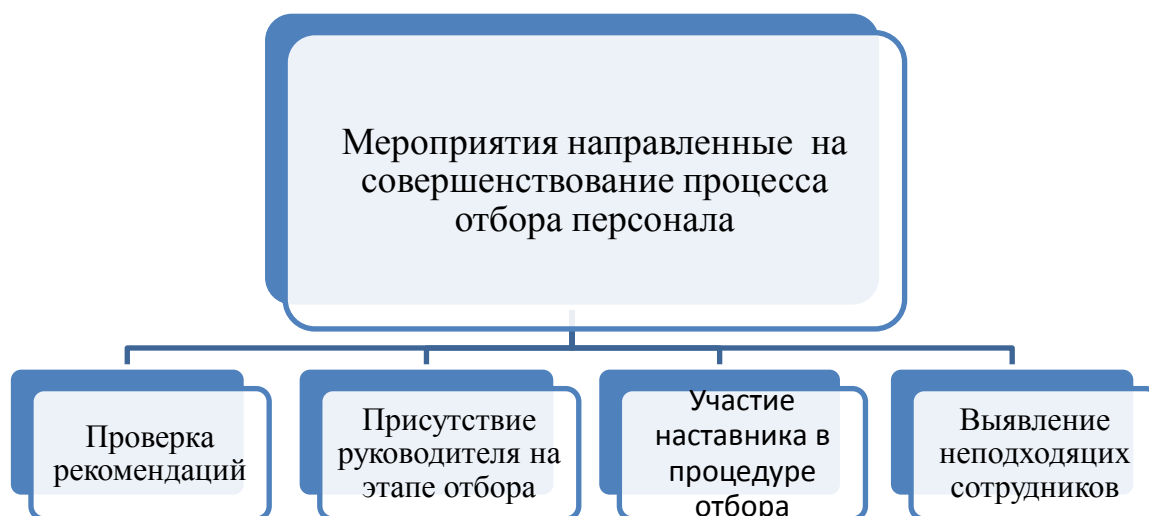 Мероприятия направленные  на
совершенствование процесса
отбора персонала
Проверка
рекомендаций
Присутствие
руководителя на
этапе отбора
Участие
наставника в
процедуре
отбора
Выявление
неподходяцих
сотрудников